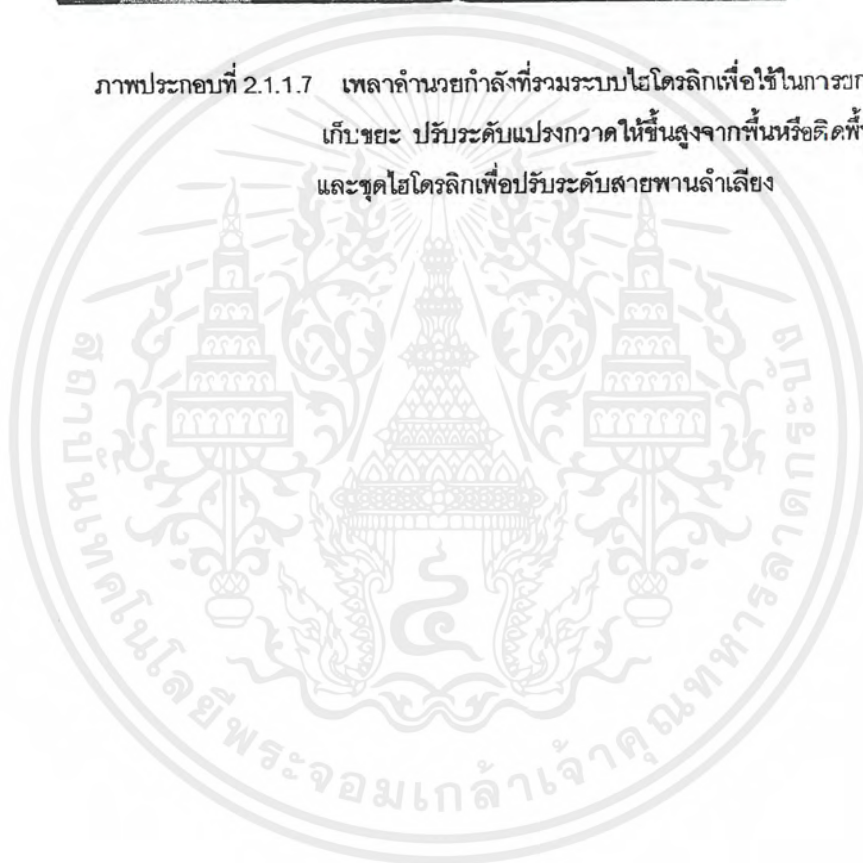 ภาพประกอบที่ 2.1.1.7 เพลาอำนวยกำลังที่รวมระบบไฮโดรลิกเพื่อใช้ในการยก
เก็บขยะ ปรับระดับแปรงกวาดให้ขึ้นสูงจากพื้นหรือติดพื้น
และชุดไฮโดรลิกเพื่อปรับระดับสายพานลำเลียง
สถาบันเทคโนโลยีพระจอมเกล้าเจ้าคุณทหารลาดกระบัง
๔